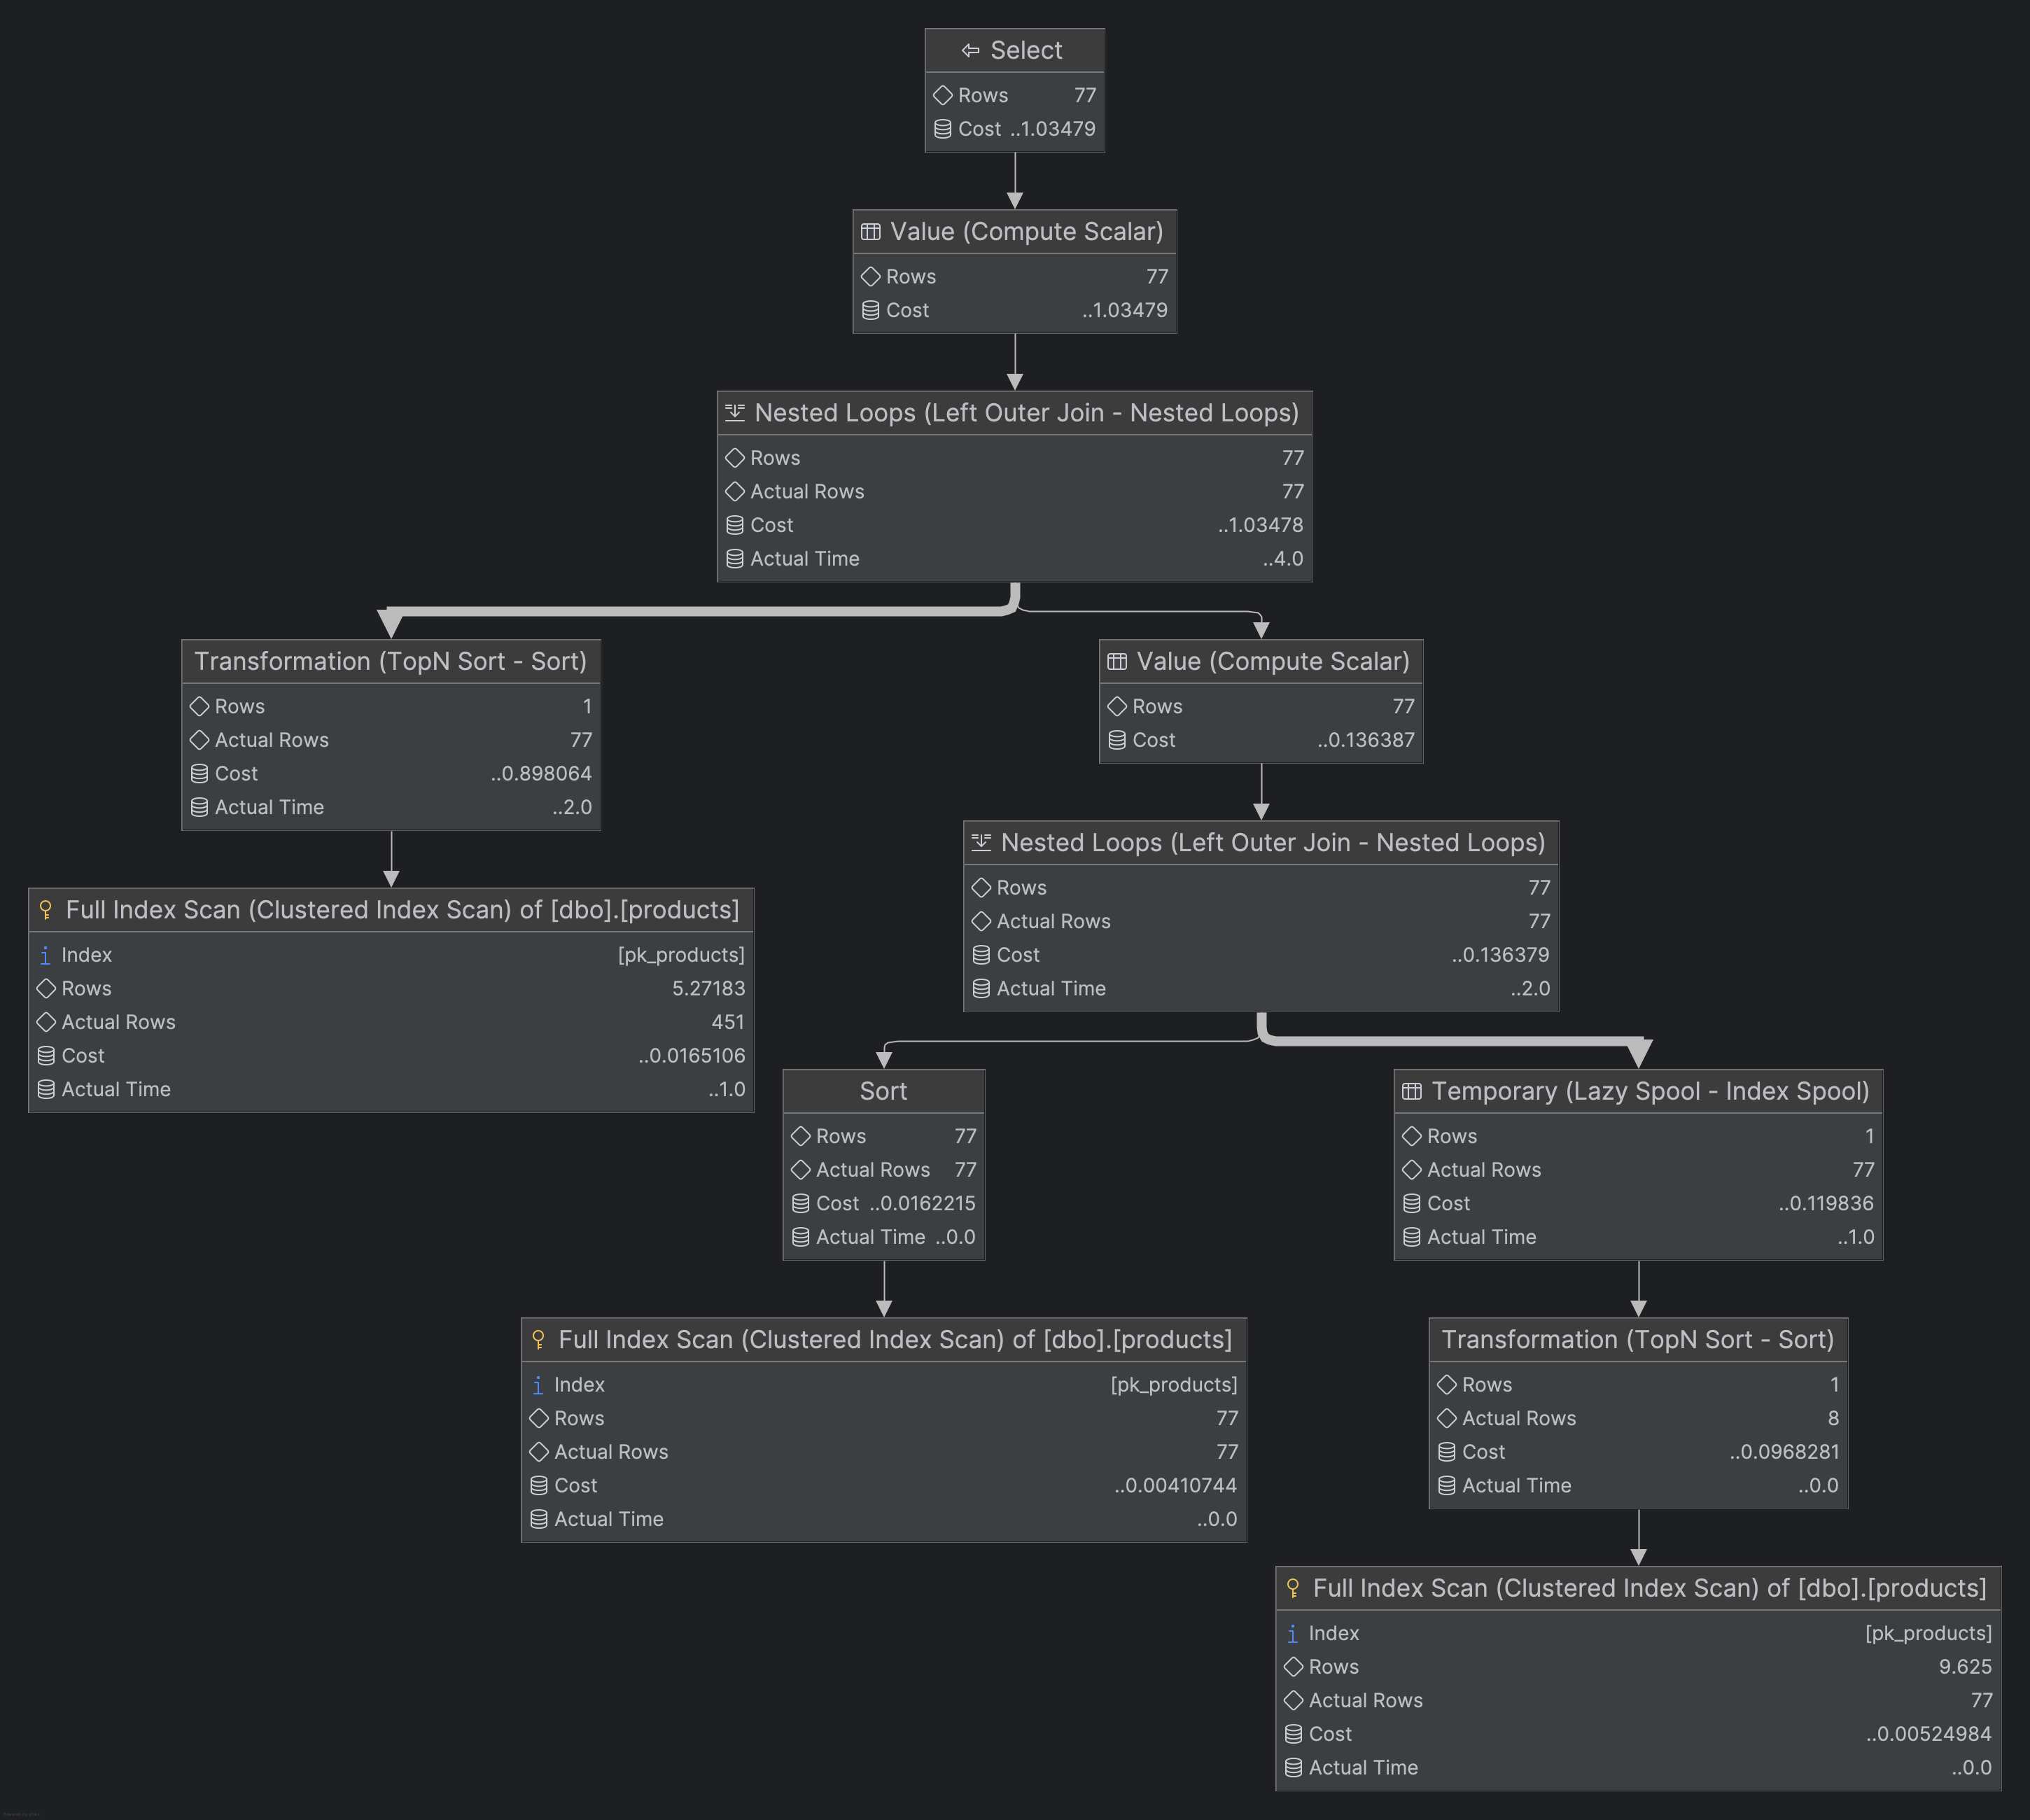 Select
Rows 77
Cost ..1.03479
Value (Compute Scalar)
Rows 77
Cost ..1.03479
Nested Loops (Left Outer Join - Nested Loops)
Rows 77
Actual Rows 77
Cost ..1.03478
Actual Time ..4.0
Transformation (TopN Sort - Sort)
Rows 1
Actual Rows 77
Cost ..0.898064
Actual Time ..2.0
Value (Compute Scalar)
Rows 77
Cost ..0.136387
Full Index Scan (Clustered Index Scan) of [dbo].[products]
Index [pk_products]
Rows 5.27183
Actual Rows 451
Cost ..0.0165106
Actual Time ..1.0
Nested Loops (Left Outer Join - Nested Loops)
Rows 77
Actual Rows 77
Cost ..0.136379
Actual Time ..2.0
Sort
Rows 77
Actual Rows 77
Cost ..0.0162215
Actual Time ..0.0
Temporary (Lazy Spool - Index Spool)
Rows 1
Actual Rows 77
Cost ..0.119836
Actual Time ..1.0
Full Index Scan (Clustered Index Scan) of [dbo].[products]
Index [pk_products]
Rows 77
Actual Rows 77
Cost ..0.00410744
Actual Time ..0.0
Transformation (TopN Sort - Sort)
Rows 1
Actual Rows 8
Cost ..0.0968281
Actual Time ..0.0
Full Index Scan (Clustered Index Scan) of [dbo].[products]
Index [pk_products]
Rows 9.625
Actual Rows 77
Cost ..0.00524984
Actual Time ..0.0